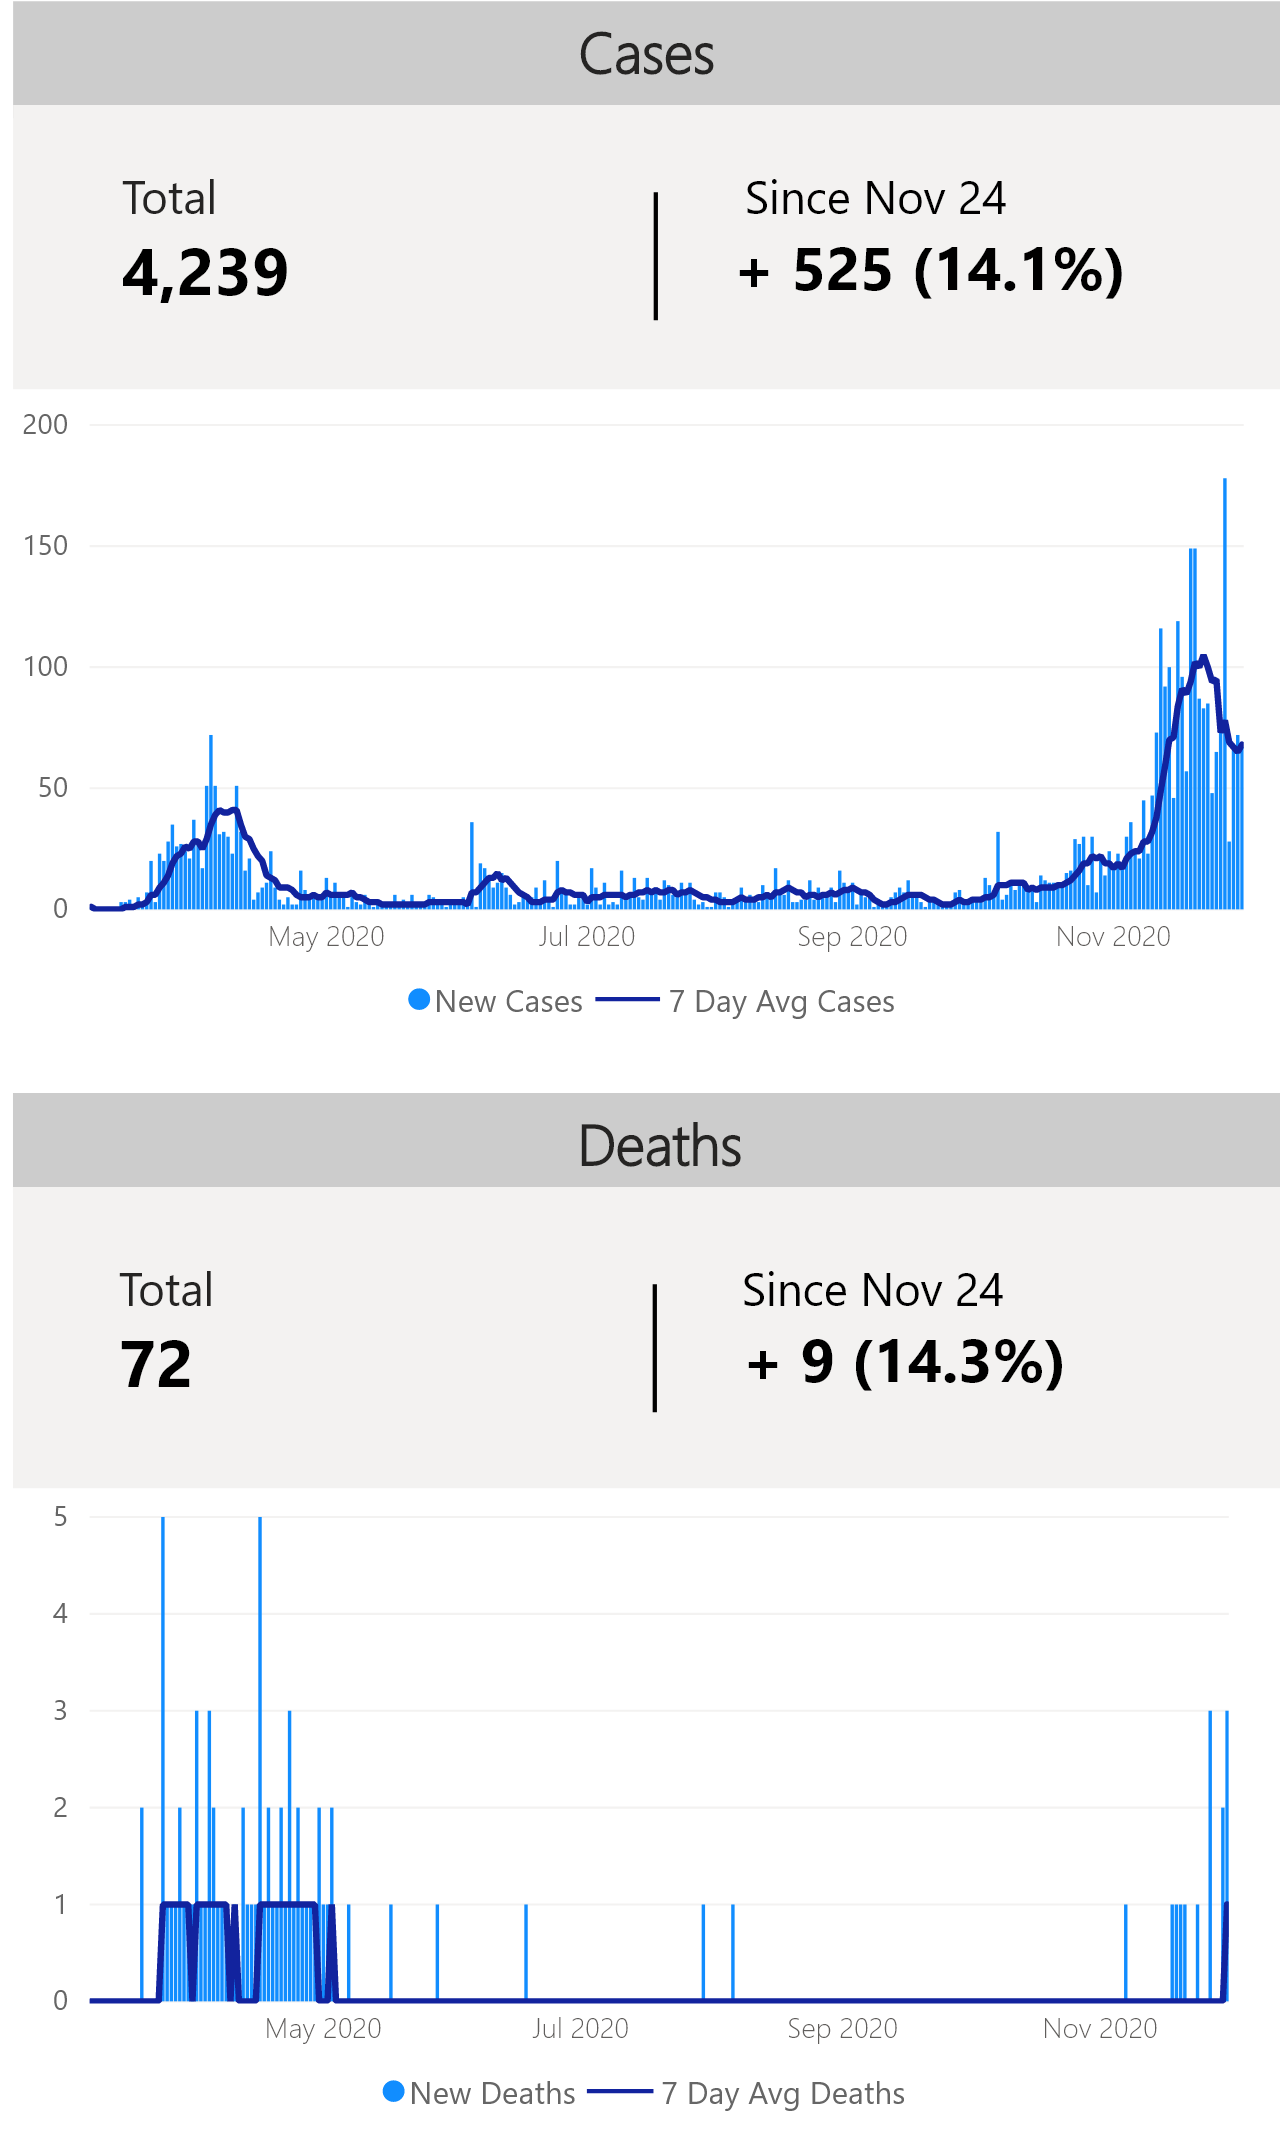 Cases
Total
Since Nov 24
4,239
+ 525 (14.1%)
200
150
100
50
0
May 2020
Jul 2020
Sep 2020
Nov 2020
New Cases
7 Day Avg Cases
Deaths
Total
Since Nov 24
72
+ 9 (14.3%)
5
4
3
2
1
0
May 2020
Jul 2020
Sep 2020
Nov 2020
New Deaths
7 Day Avg Deaths